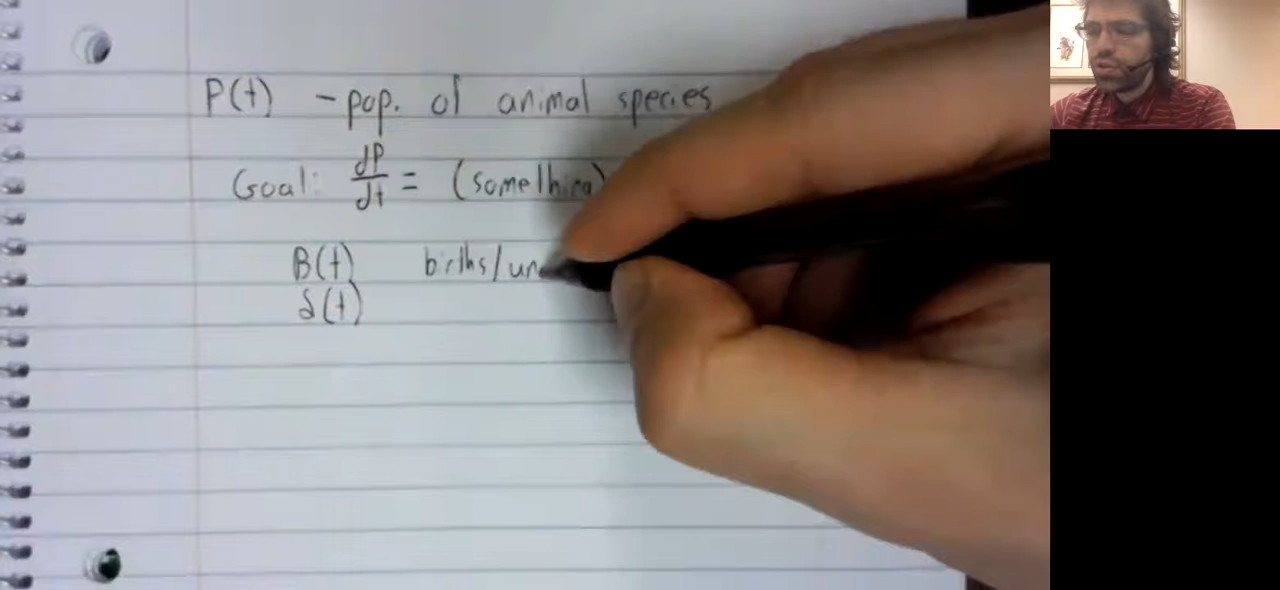 P(t) - pop. of animal species
Goal: dP/dt = (something)
B(t) births/un
δ(t)